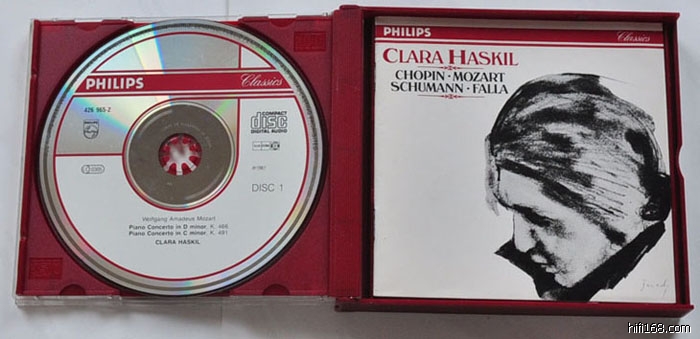 PHILIPS
Classics
426 965-2
PHILIPS
COMPACT
disc
DIGITAL AUDIO
DISC 1
Wolfgang Amadeus Mozart
Piano Concerto in D minor, K. 466
Piano Concerto in C minor, K. 491
CLARA HASKIL
PHILIPS
Classics
CLARA HASKIL
CHOPIN · MOZART
SCHUMANN · FALLA
hifi168.com